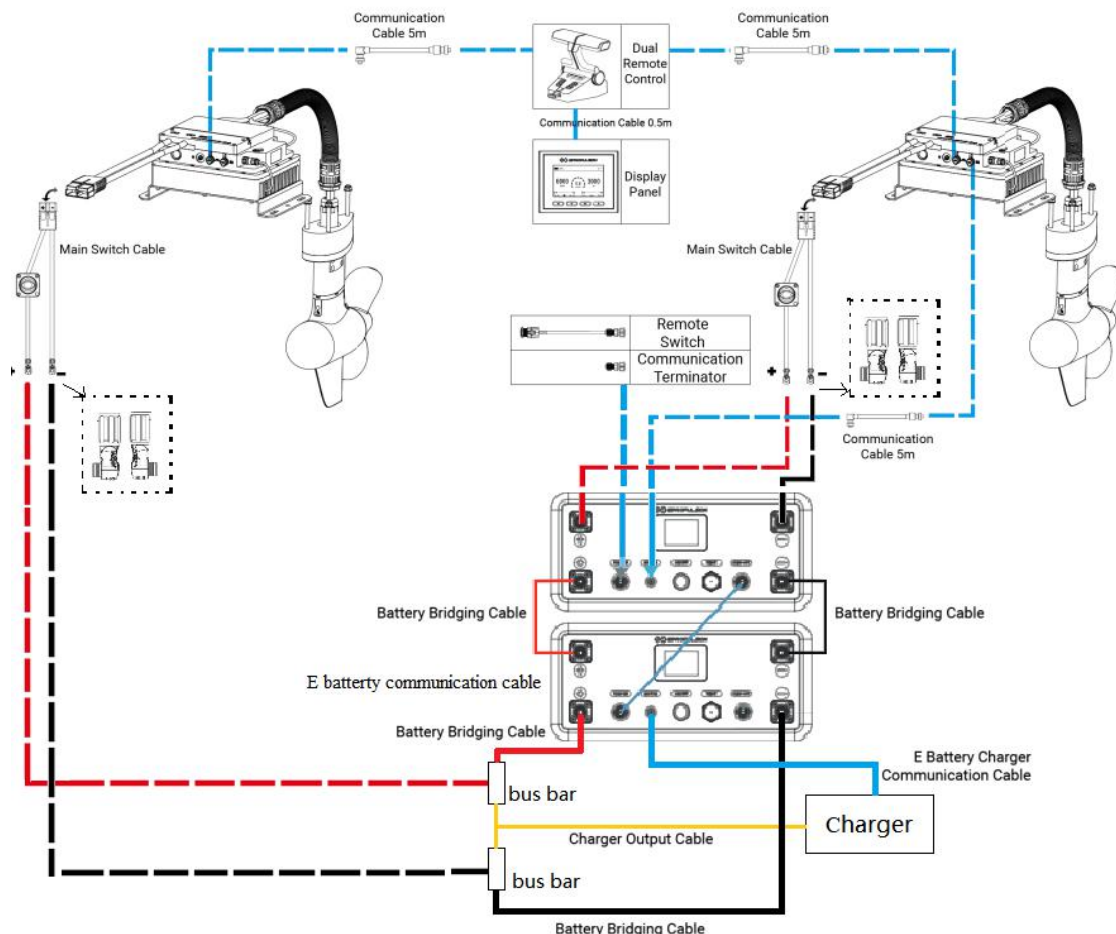 Communication
Cable 5m
Dual
Remote
Control
Communication
Cable 5m
Communication Cable 0.5m
Display
Panel
Main Switch Cable
Main Switch Cable
Remote
Switch
Communication
Terminator
+
-
+
-
Communication
Cable 5m
Battery Bridging Cable
Battery Bridging Cable
E batterty communication cable
Battery Bridging Cable
E Battery Charger
Communication Cable
bus bar
Charger
Charger Output Cable
bus bar
Battery Bridging Cable